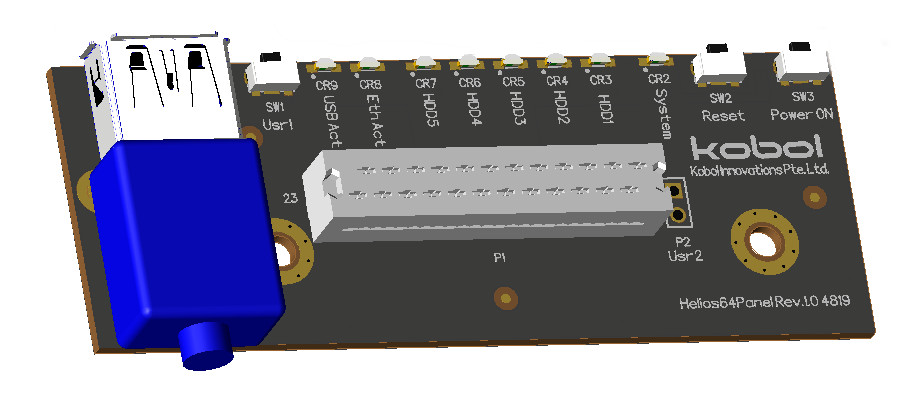 CR9 CR8 CR7 CR6 CR5 CR4 CR3 CR2
SW1
Usr1
SW2
Reset
SW3
Power ON
USB Act
Eth Act
HDD5
HDD4
HDD3
HDD2
HDD1
System
kobol
Kobol Innovations Pte. Ltd.
23
P2
Usr 2
P1
Helios64 Panel Rev. 1.0 4819